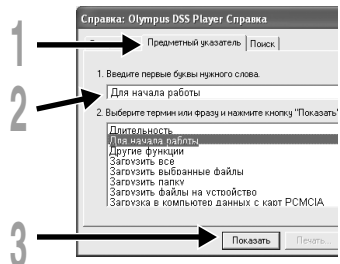 Справка: Olympus DSS Player Справка
1
Предметный указатель
Поиск
1. Введите первые буквы нужного слова.
2
Для начала работы
2. Выберите термин или фразу и нажмите кнопку "Показать"
Длительность
Для начала работы
Другие функции
Загрузить все
Загрузить выбранные файлы
Загрузить папку
Загрузить файлы на устройство
Загрузка в компьютер данных с карт PCMCIA
3
Показать
Печать...